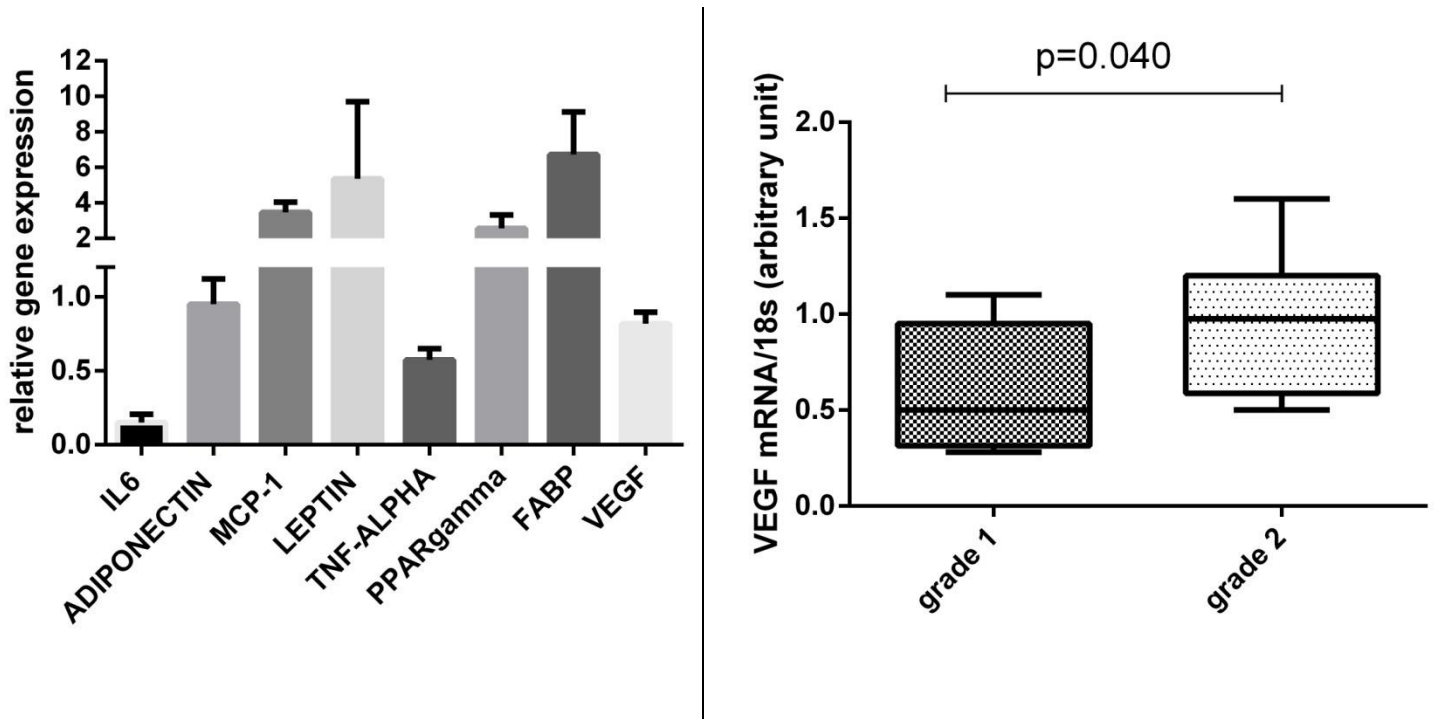 relative gene expression
12
10
8
6
4
2
1.0
0.5
0.0
IL6
ADIPONECTIN
MCP-1
LEPTIN
TNF-ALPHA
PPARgamma
FABP
VEGF
p=0.040
VEGF mRNA/18s (arbitrary unit)
2.0
1.5
1.0
0.5
0.0
grade 1
grade 2